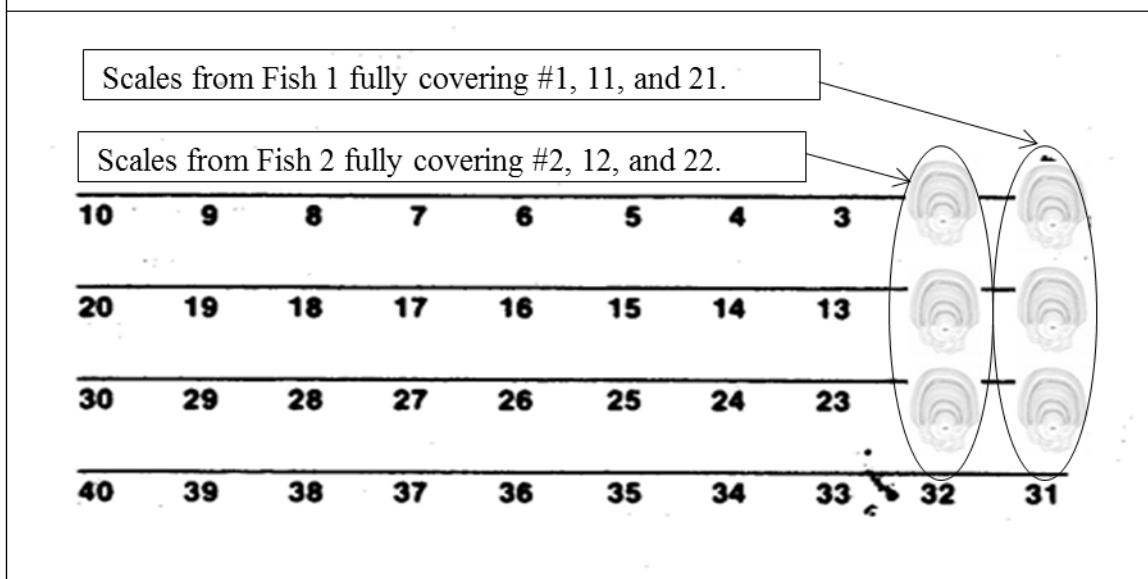 Scales from Fish 1 fully covering #1, 11, and 21.
Scales from Fish 2 fully covering #2, 12, and 22.
10 9 8 7 6 5 4 3
20 19 18 17 16 15 14 13
30 29 28 27 26 25 24 23
40 39 38 37 36 35 34 33 32 31